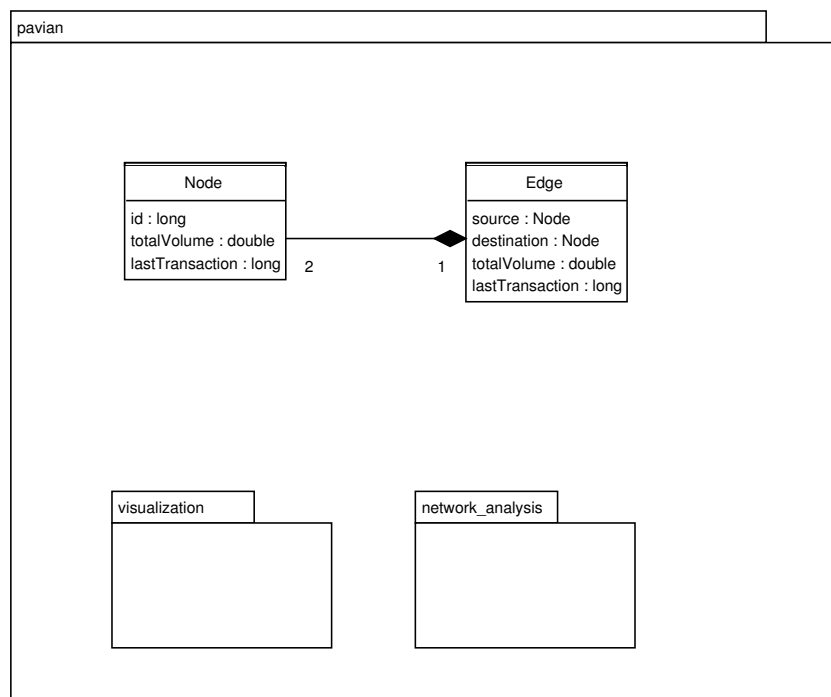 pavian
Node
id : long
totalVolume : double
lastTransaction : long
2
1
Edge
source : Node
destination : Node
totalVolume : double
lastTransaction : long
visualization
network_analysis